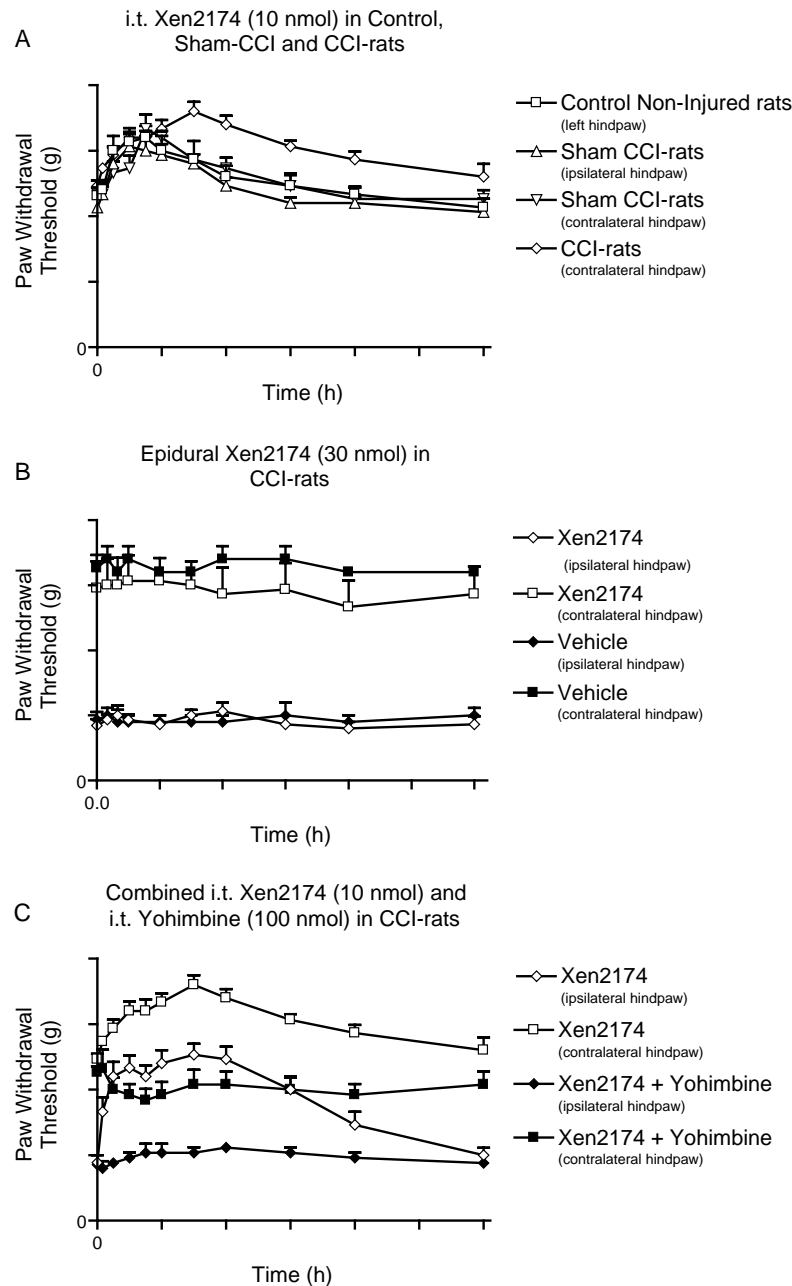 A
i.t. Xen2174 (10 nmol) in Control,
Sham-CCI and CCI-rats
Paw Withdrawal
Threshold (g)
0
0
Time (h)
Control Non-Injured rats
(left hindpaw)
Sham CCI-rats
(ipsilateral hindpaw)
Sham CCI-rats
(contralateral hindpaw)
CCI-rats
(contralateral hindpaw)
B
Epidural Xen2174 (30 nmol) in
CCI-rats
Paw Withdrawal
Threshold (g)
0
0.0
Time (h)
Xen2174
(ipsilateral hindpaw)
Xen2174
(contralateral hindpaw)
Vehicle
(ipsilateral hindpaw)
Vehicle
(contralateral hindpaw)
C
Combined i.t. Xen2174 (10 nmol) and
i.t. Yohimbine (100 nmol) in CCI-rats
Paw Withdrawal
Threshold (g)
0
0
Time (h)
Xen2174
(ipsilateral hindpaw)
Xen2174
(contralateral hindpaw)
Xen2174 + Yohimbine
(ipsilateral hindpaw)
Xen2174 + Yohimbine
(contralateral hindpaw)